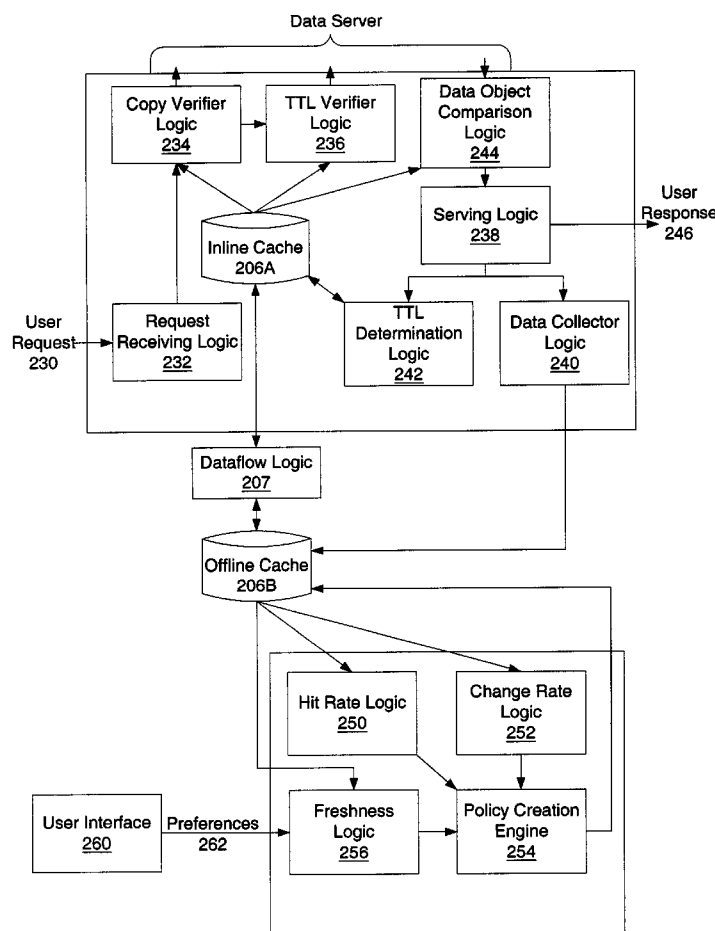 Data Server
Copy Verifier
Logic
234
TTL Verifier
Logic
236
Data Object
Comparison
Logic
244
User
Response
246
Serving Logic
238
Inline Cache
206A
User
Request
230
Request
Receiving Logic
232
TTL
Determination
Logic
242
Data Collector
Logic
240
Dataflow Logic
207
Offline Cache
206B
Hit Rate Logic
250
Change Rate
Logic
252
User Interface
260
Preferences
262
Freshness
Logic
256
Policy Creation
Engine
254